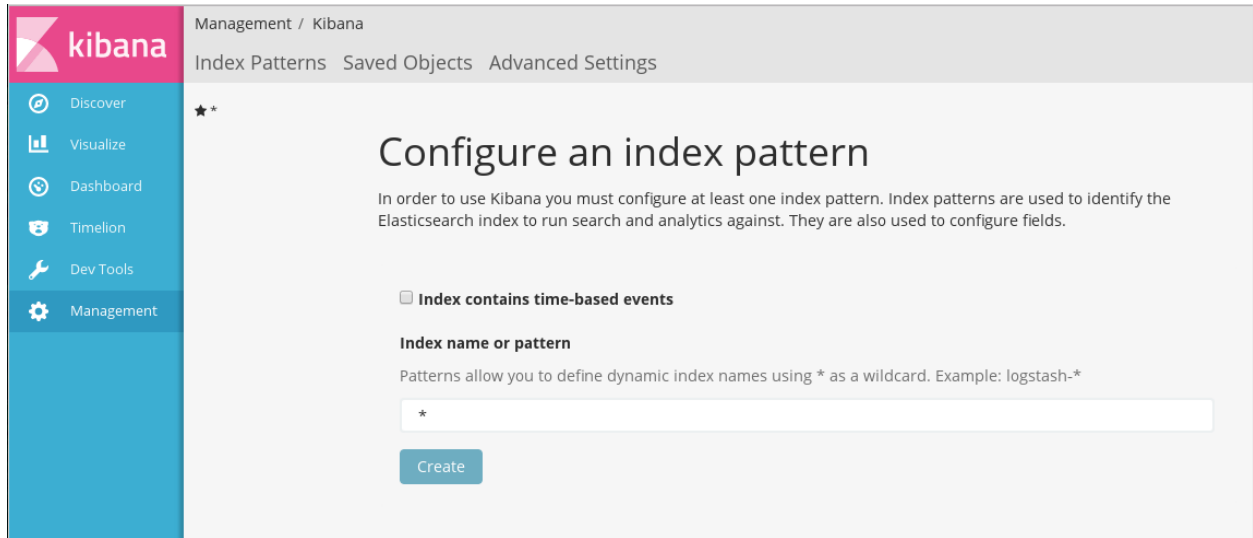 kibana
Management / Kibana
Index Patterns Saved Objects Advanced Settings
Discover
Visualize
Dashboard
Timelion
Dev Tools
Management
★ *
Configure an index pattern
In order to use Kibana you must configure at least one index pattern. Index patterns are used to identify the
Elasticsearch index to run search and analytics against. They are also used to configure fields.
Index contains time-based events
Index name or pattern
Patterns allow you to define dynamic index names using * as a wildcard. Example: logstash-*
*
Create